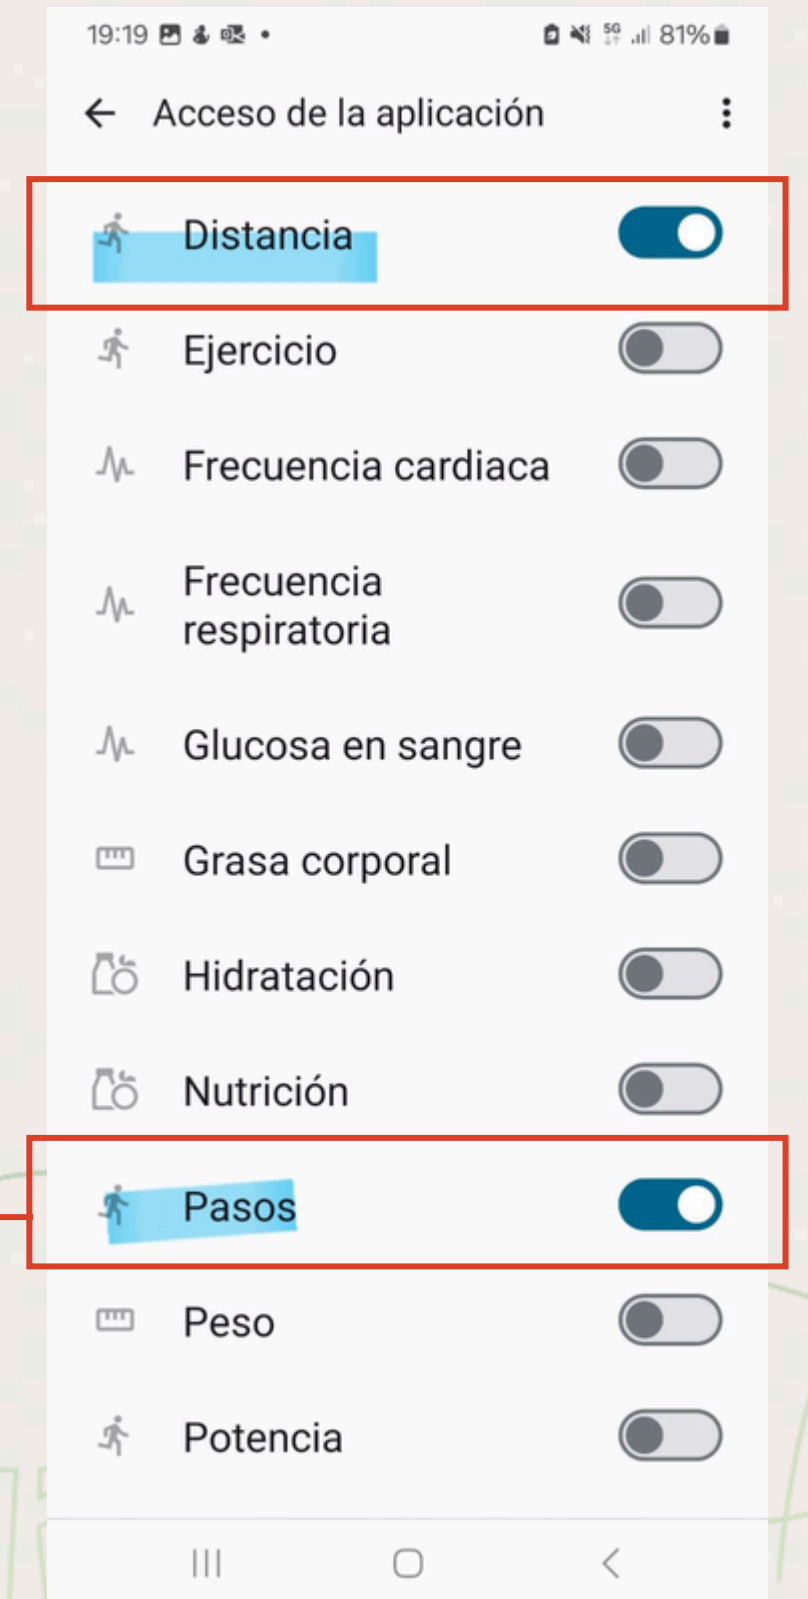 19:19
5G
81%
Acceso de la aplicación
Distancia
Ejercicio
Frecuencia cardiaca
Frecuencia
respiratoria
Glucosa en sangre
Grasa corporal
Hidratación
Nutrición
Pasos
Peso
Potencia